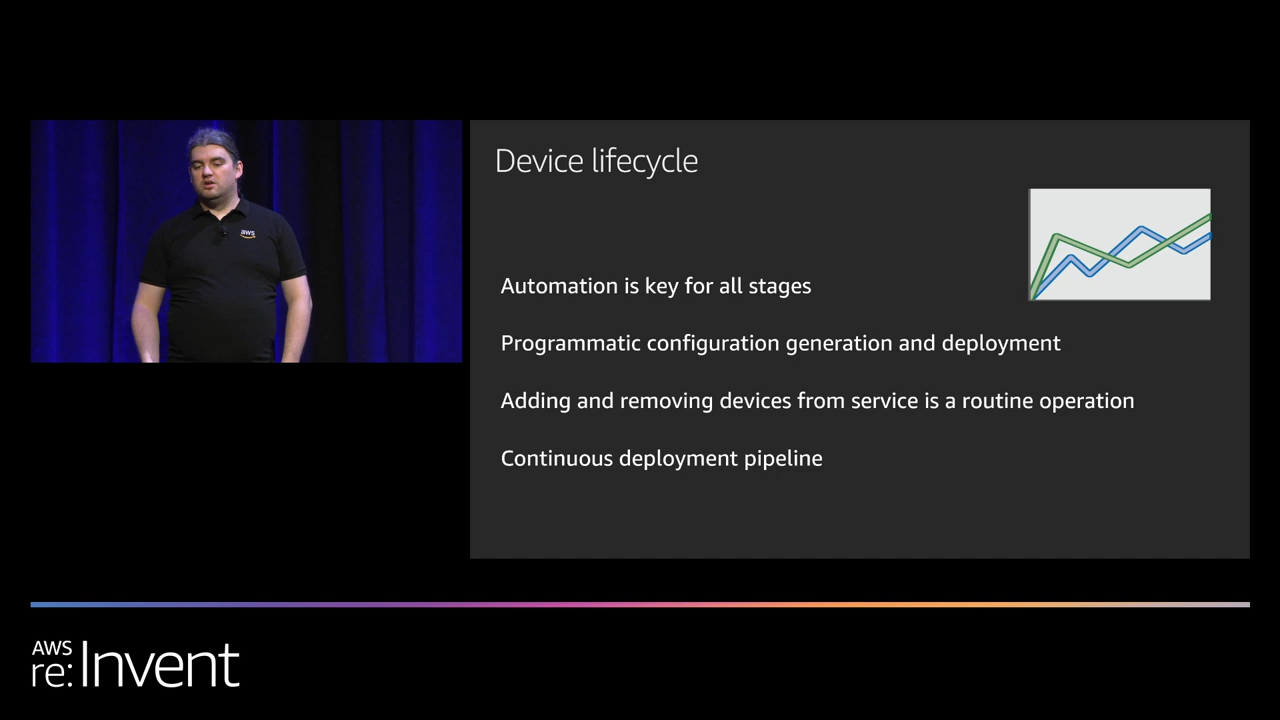 aws
Device lifecycle
Automation is key for all stages
Programmatic configuration generation and deployment
Adding and removing devices from service is a routine operation
Continuous deployment pipeline
AWS
re:Invent